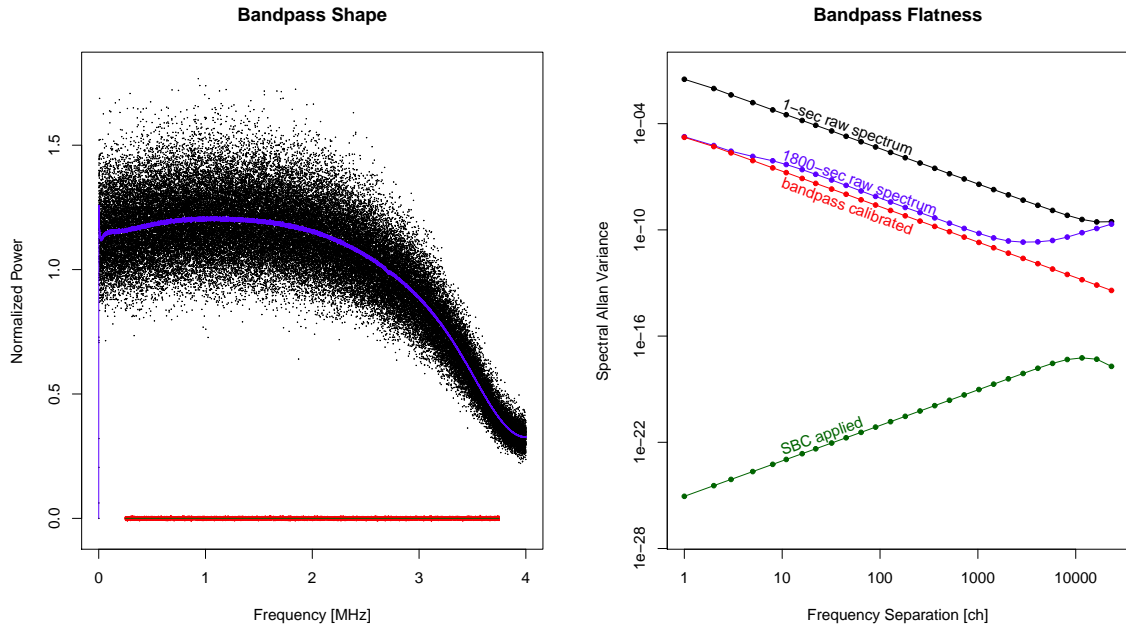 Bandpass Shape
Normalized Power
1.5
1.0
0.5
0.0
0 1 2 3 4
Frequency [MHz]
Bandpass Flatness
Spectral Allan Variance
1e−04
1e−10
1e−16
1e−22
1e−28
1−sec raw spectrum
1800−sec raw spectrum
bandpass calibrated
SBC applied
1 10 100 1000 10000
Frequency Separation [ch]